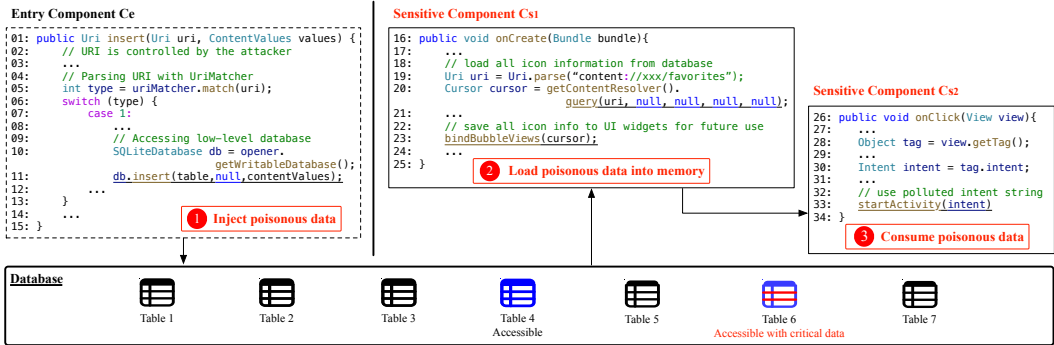 Entry Component Ce
01: public Uri insert(Uri uri, ContentValues values) {
02: // URI is controlled by the attacker
03: ...
04: // Parsing URI with UriMatcher
05: int type = uriMatcher.match(uri);
06: switch (type) {
07: case 1:
08: ...
09: // Accessing low-level database
10: SQLiteDatabase db = opener.
getWritableDatabase();
11: db.insert(table,null,contentValues);
12: ...
13: }
14: ...
15: }
1 Inject poisonous data
Sensitive Component Cs1
16: public void onCreate(Bundle bundle){
17: ...
18: // load all icon information from database
19: Uri uri = Uri.parse(“content://xxx/favorites”);
20: Cursor cursor = getContentResolver().
query(uri, null, null, null, null);
21: ...
22: // save all icon info to UI widgets for future use
23: bindBubbleViews(cursor);
24: ...
25: }
2 Load poisonous data into memory
Sensitive Component Cs2
26: public void onClick(View view){
27: ...
28: Object tag = view.getTag();
29: ...
30: Intent intent = tag.intent;
31: ...
32: // use polluted intent string
33: startActivity(intent)
34: }
3 Consume poisonous data
Database
Table 1
Table 2
Table 3
Table 4
Accessible
Table 5
Table 6
Accessible with critical data
Table 7